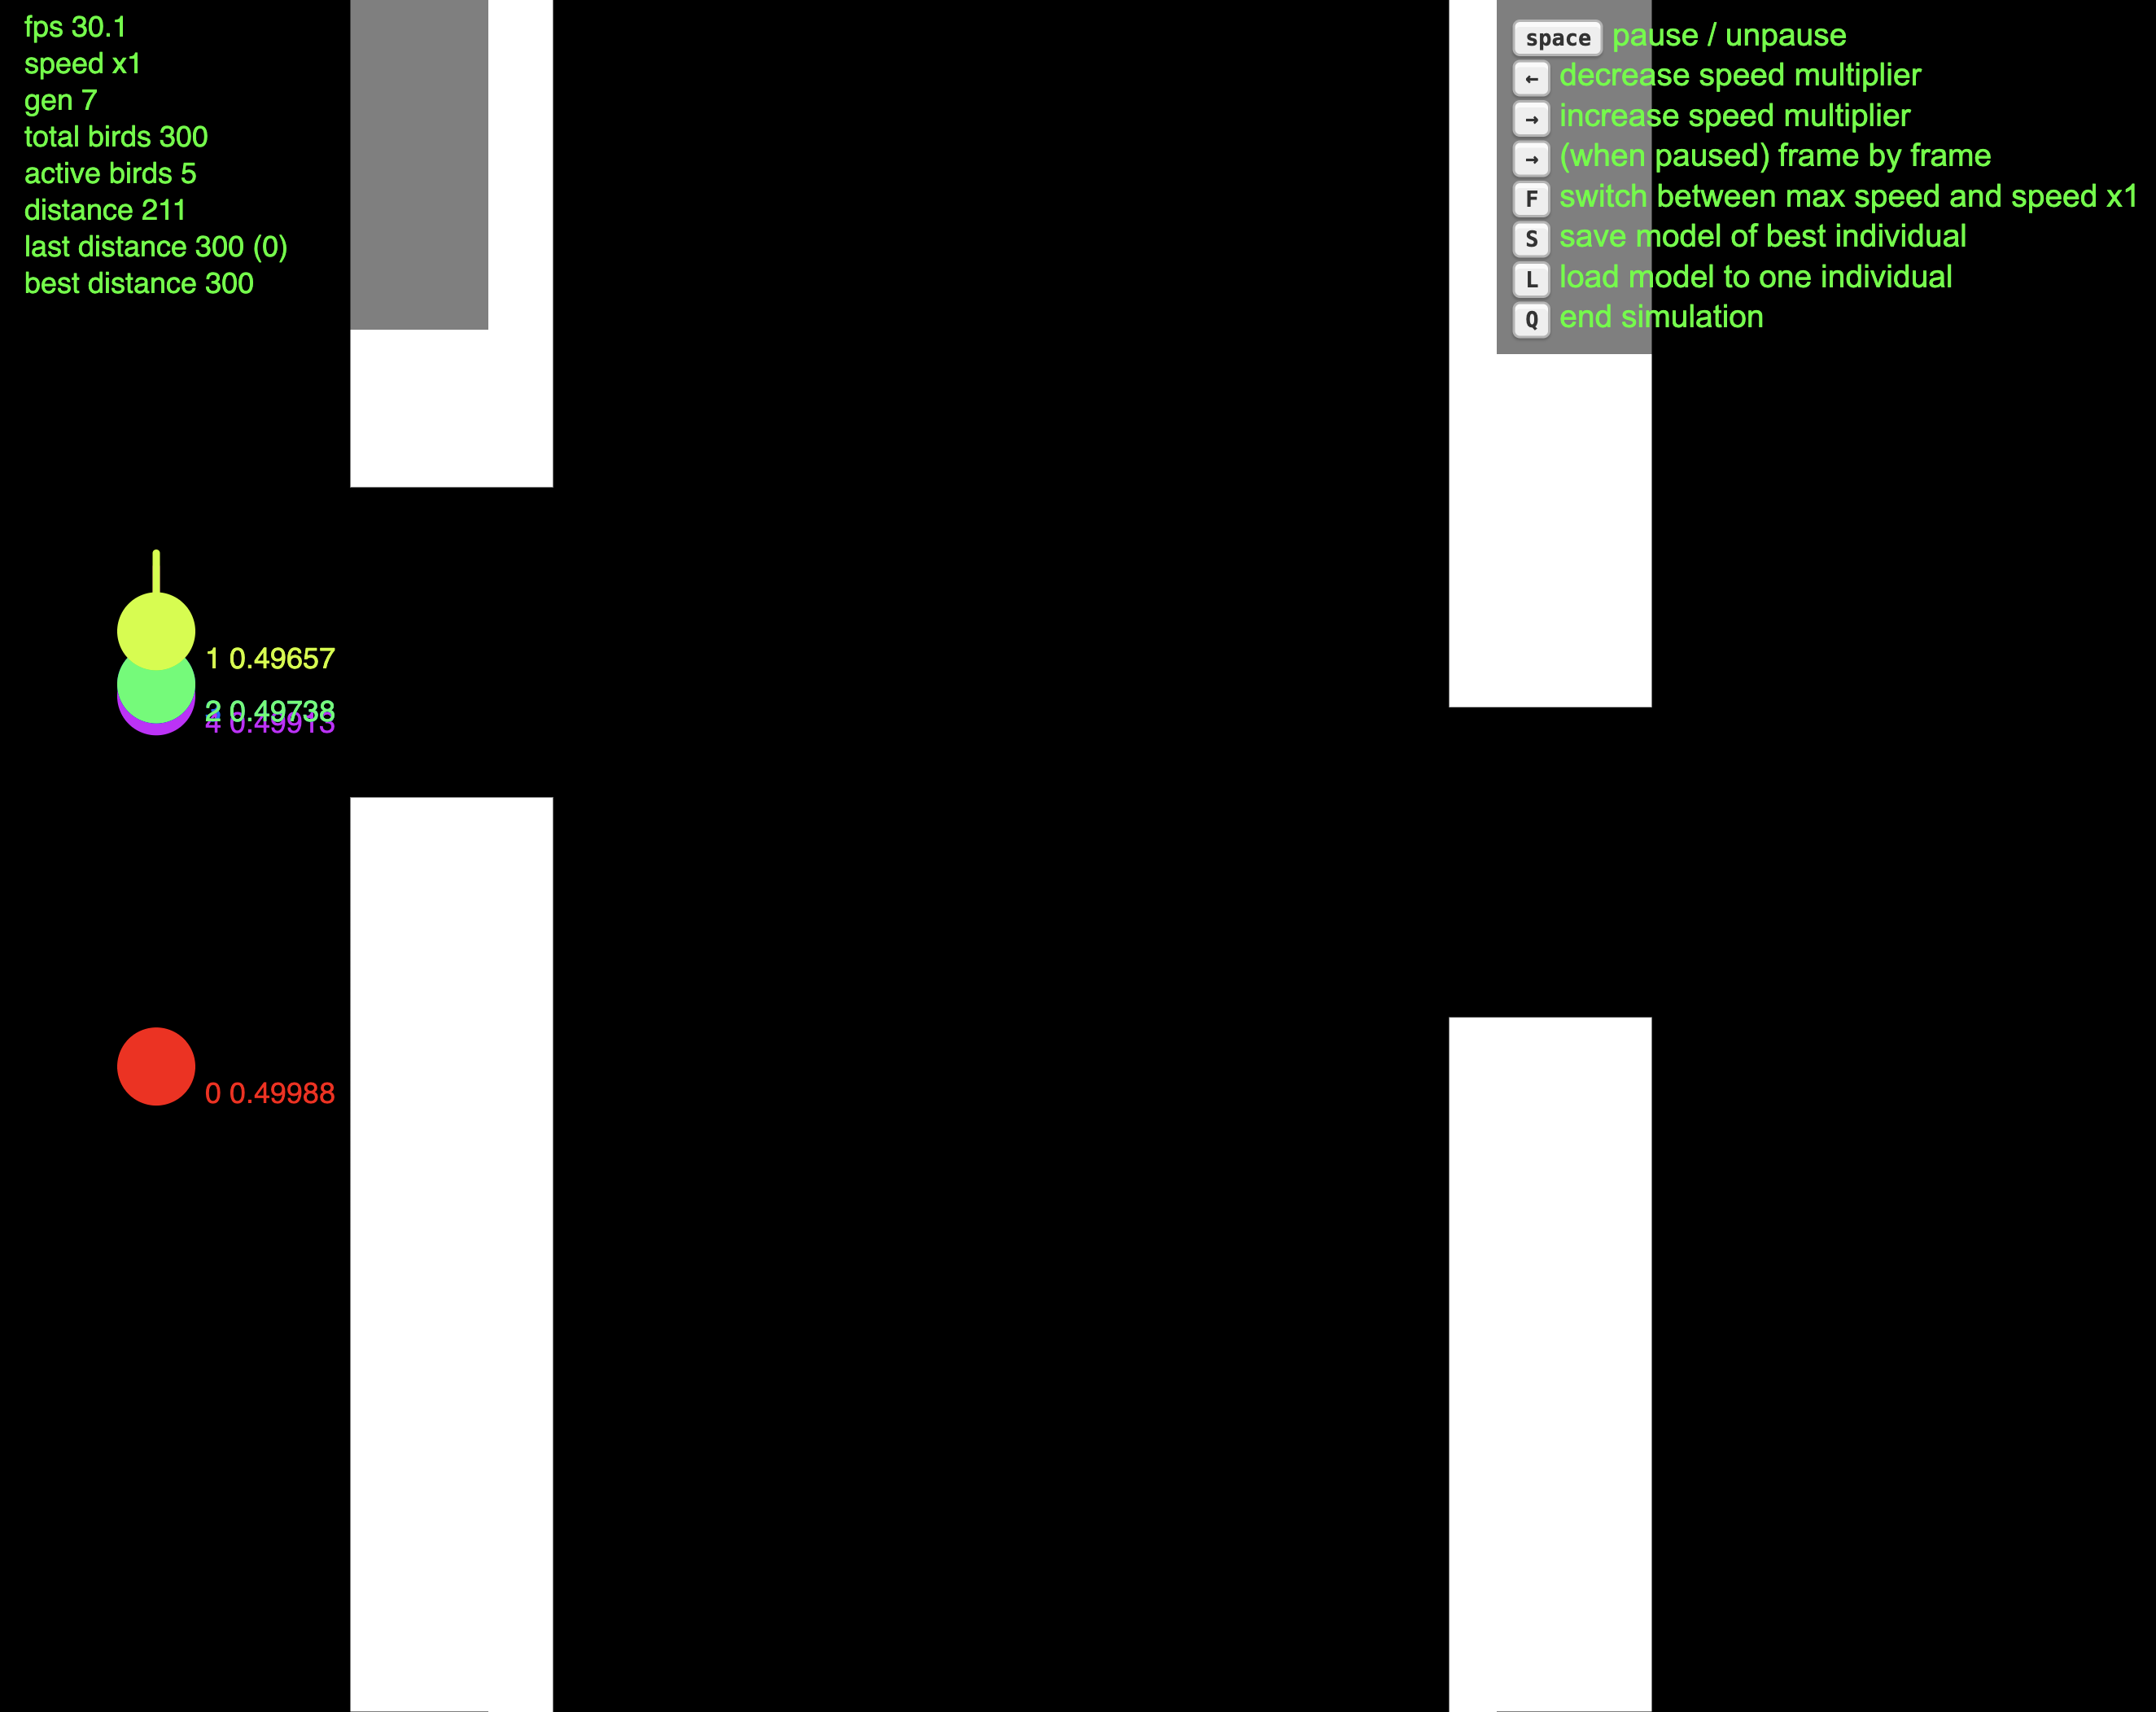 fps 30.1
speed x1
gen 7
total birds 300
active birds 5
distance 211
last distance 300 (0)
best distance 300
space pause / unpause
← decrease speed multiplier
→ increase speed multiplier
→ (when paused) frame by frame
F switch between max speed and speed x1
S save model of best individual
L load model to one individual
Q end simulation
1 0.49657
2 0.49738
4 0.49913
0 0.49988